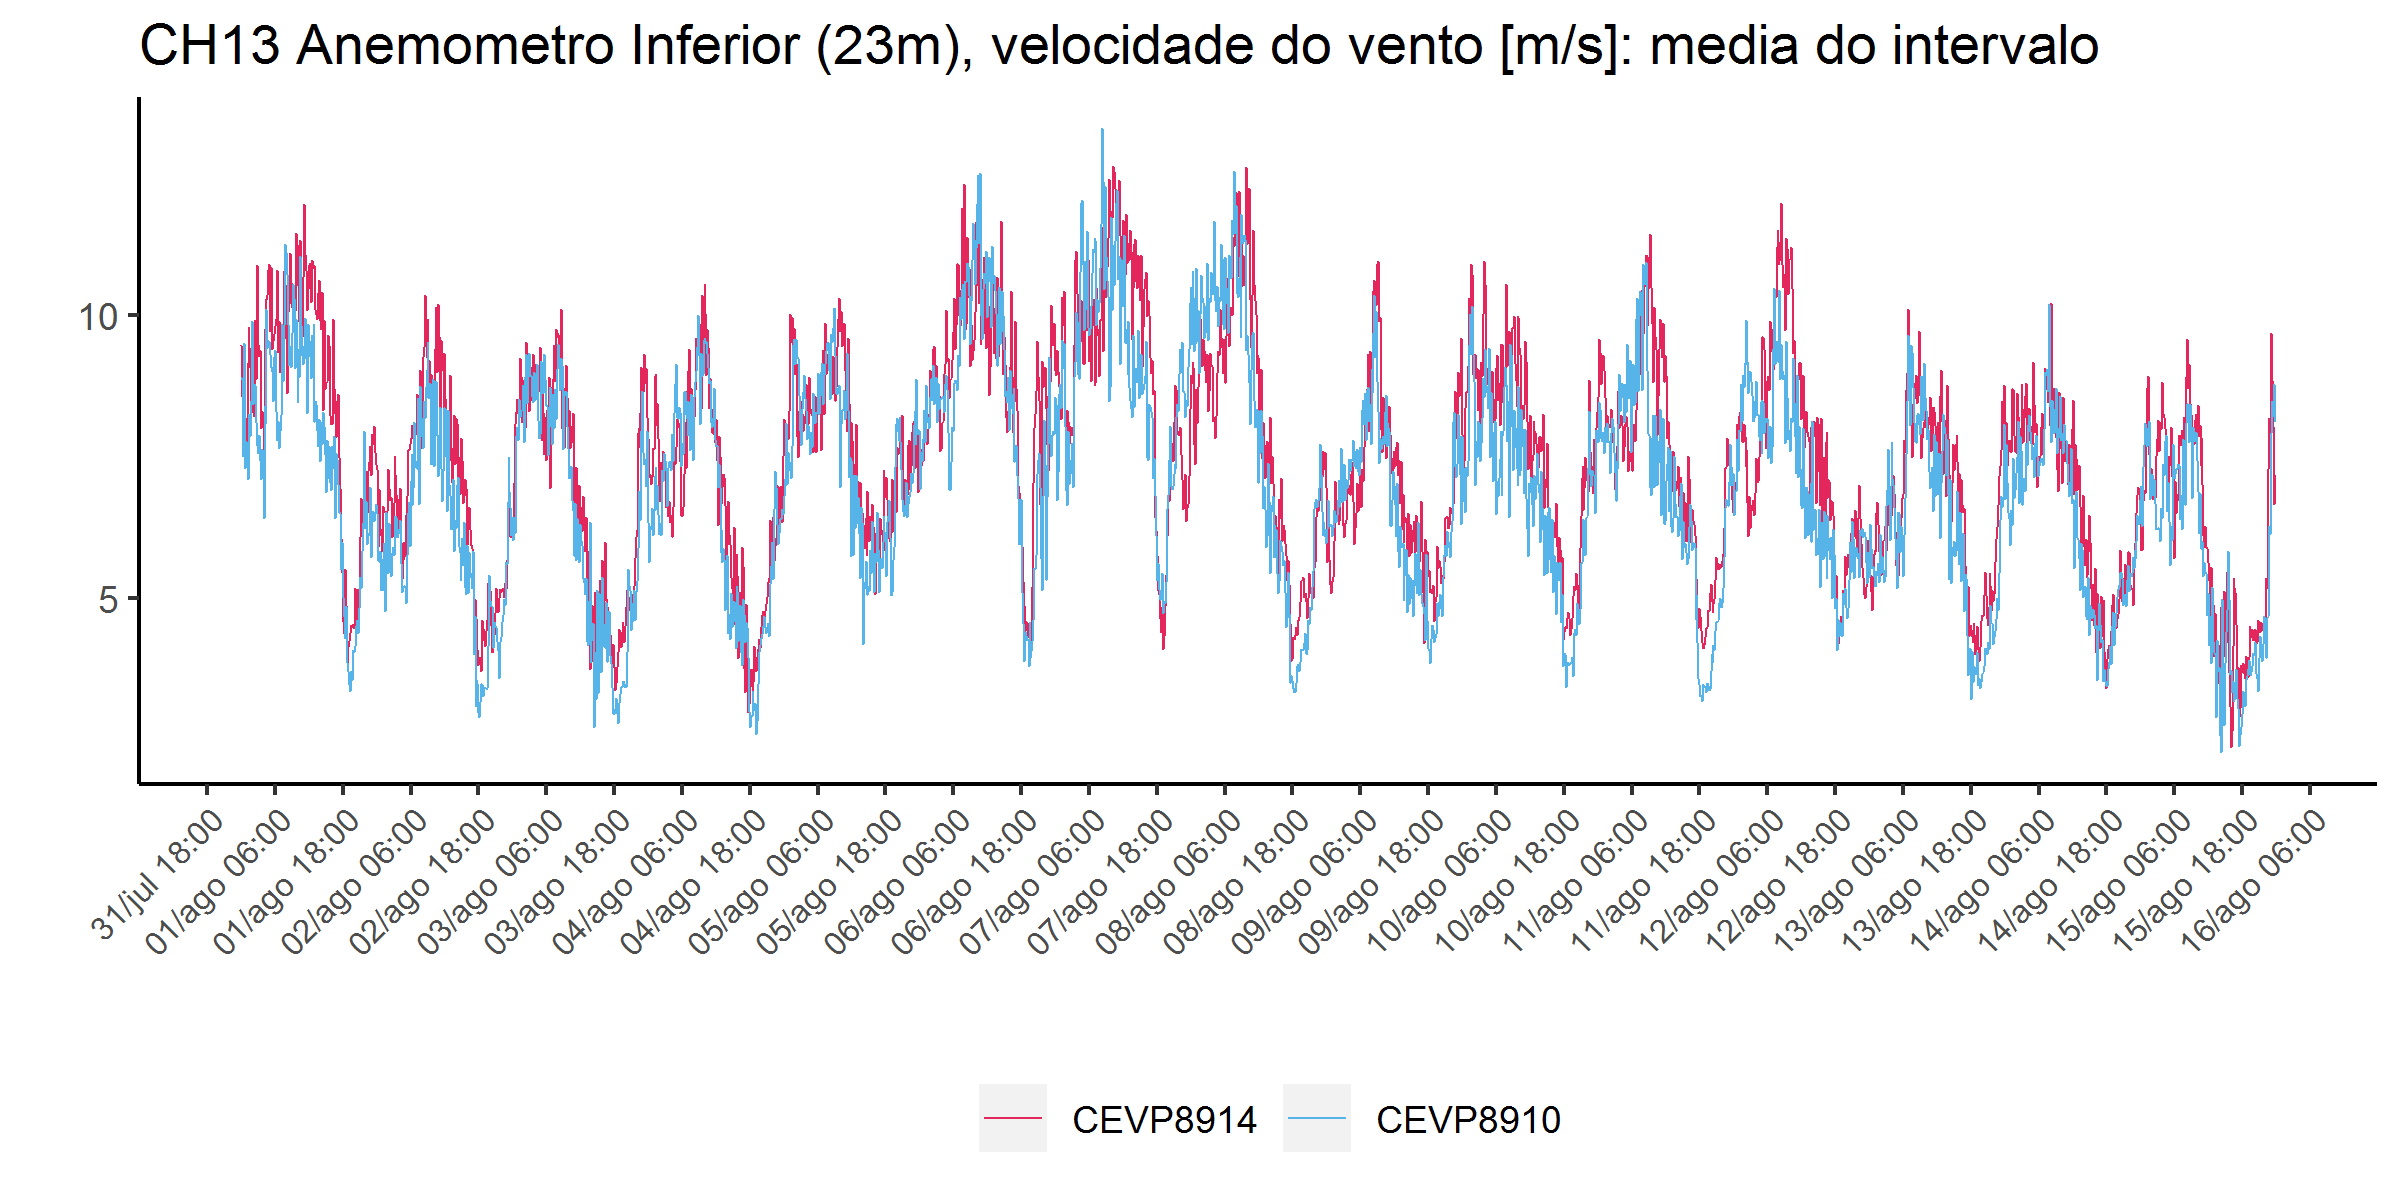 CH13 Anemometro Inferior (23m), velocidade do vento [m/s]: media do intervalo
10
5
31/jul 18:00
01/ago 06:00
01/ago 18:00
02/ago 06:00
02/ago 18:00
03/ago 06:00
03/ago 18:00
04/ago 06:00
04/ago 18:00
05/ago 06:00
05/ago 18:00
06/ago 06:00
06/ago 18:00
07/ago 06:00
07/ago 18:00
08/ago 06:00
08/ago 18:00
09/ago 06:00
09/ago 18:00
10/ago 06:00
10/ago 18:00
11/ago 06:00
11/ago 18:00
12/ago 06:00
12/ago 18:00
13/ago 06:00
13/ago 18:00
14/ago 06:00
14/ago 18:00
15/ago 06:00
15/ago 18:00
16/ago 06:00
CEVP8914
CEVP8910